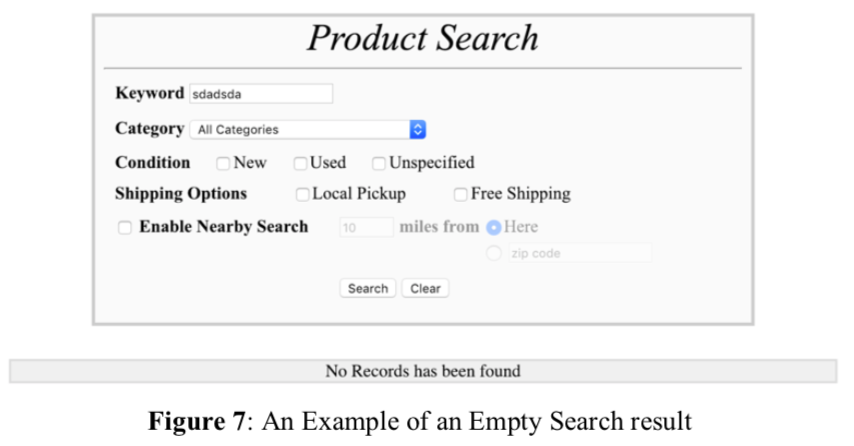 Product Search
Keyword sdadsda
Category All Categories
Condition New Used Unspecified
Shipping Options Local Pickup Free Shipping
Enable Nearby Search 10 miles from Here
zip code
Search Clear
No Records has been found
Figure 7: An Example of an Empty Search result